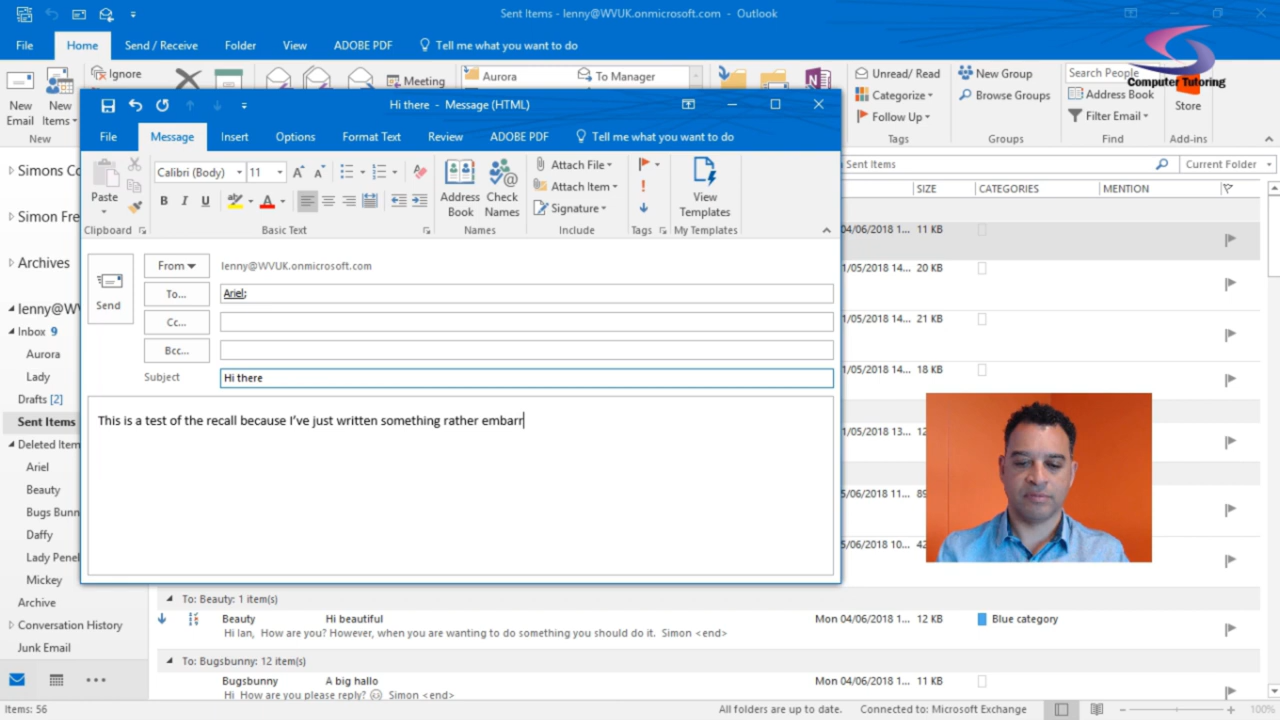 Sent Items - lenny@WVUK.onmicrosoft.com - Outlook
File Home Send / Receive Folder View ADOBE PDF Tell me what you want to do
Ignore
Meeting
Aurora To Manager
Unread/ Read
Categorize
Follow Up
Tags
New Group
Browse Groups
Groups
Search People
Address Book
Filter Email
Find
Computer Tutoring
Store
Add-ins
New Email
New Items
New
Hi there - Message (HTML)
File Message Insert Options Format Text Review ADOBE PDF Tell me what you want to do
Paste
Clipboard
Calibri (Body) 11
B I U
Basic Text
Address Book
Check Names
Names
Attach File
Attach Item
Signature
Include
Tags
View Templates
My Templates
Send
From lenny@WVUK.onmicrosoft.com
To... Ariel;
Cc...
Bcc...
Subject Hi there
This is a test of the recall because I've just written something rather embarr
Simons
Simon
Archives
Inbox 9
Aurora
Lady
Drafts [2]
Sent Items
Deleted
Ariel
Beauty
Bugs
Daffy
Lady
Mickey
Archive
Conversation History
Junk Email
Sent Items Current Folder
SIZE CATEGORIES MENTION
04/06/2018 1... 11 KB
1/05/2018 14... 20 KB
1/05/2018 14... 21 KB
1/05/2018 14... 18 KB
1/05/2018 13...
5/06/2018 11...
5/06/2018 10...
To: Beauty: 1 item(s)
Beauty Hi beautiful Mon 04/06/2018 1... 12 KB Blue category
Hi Ian, How are you? However, when you are wanting to do something you should do it. Simon <end>
To: Bugsbunny: 12 item(s)
Bugsbunny A big hallo Mon 04/06/2018 1... 11 KB
Hi How are you please reply? ☺ Simon <end>
Items: 56 All folders are up to date. Connected to: Microsoft Exchange 100%